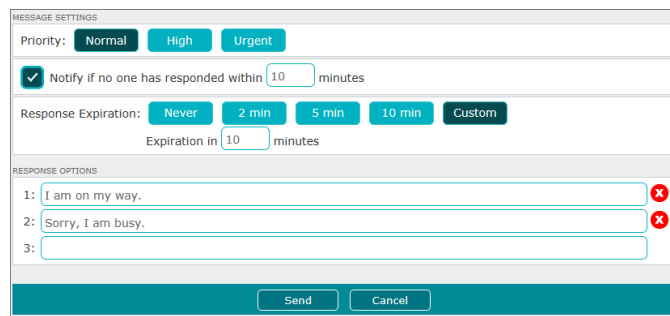 MESSAGE SETTINGS
Priority: Normal High Urgent
Notify if no one has responded within 10 minutes
Response Expiration: Never 2 min 5 min 10 min Custom
Expiration in 10 minutes
RESPONSE OPTIONS
1: I am on my way. X
2: Sorry, I am busy. X
3:
Send Cancel